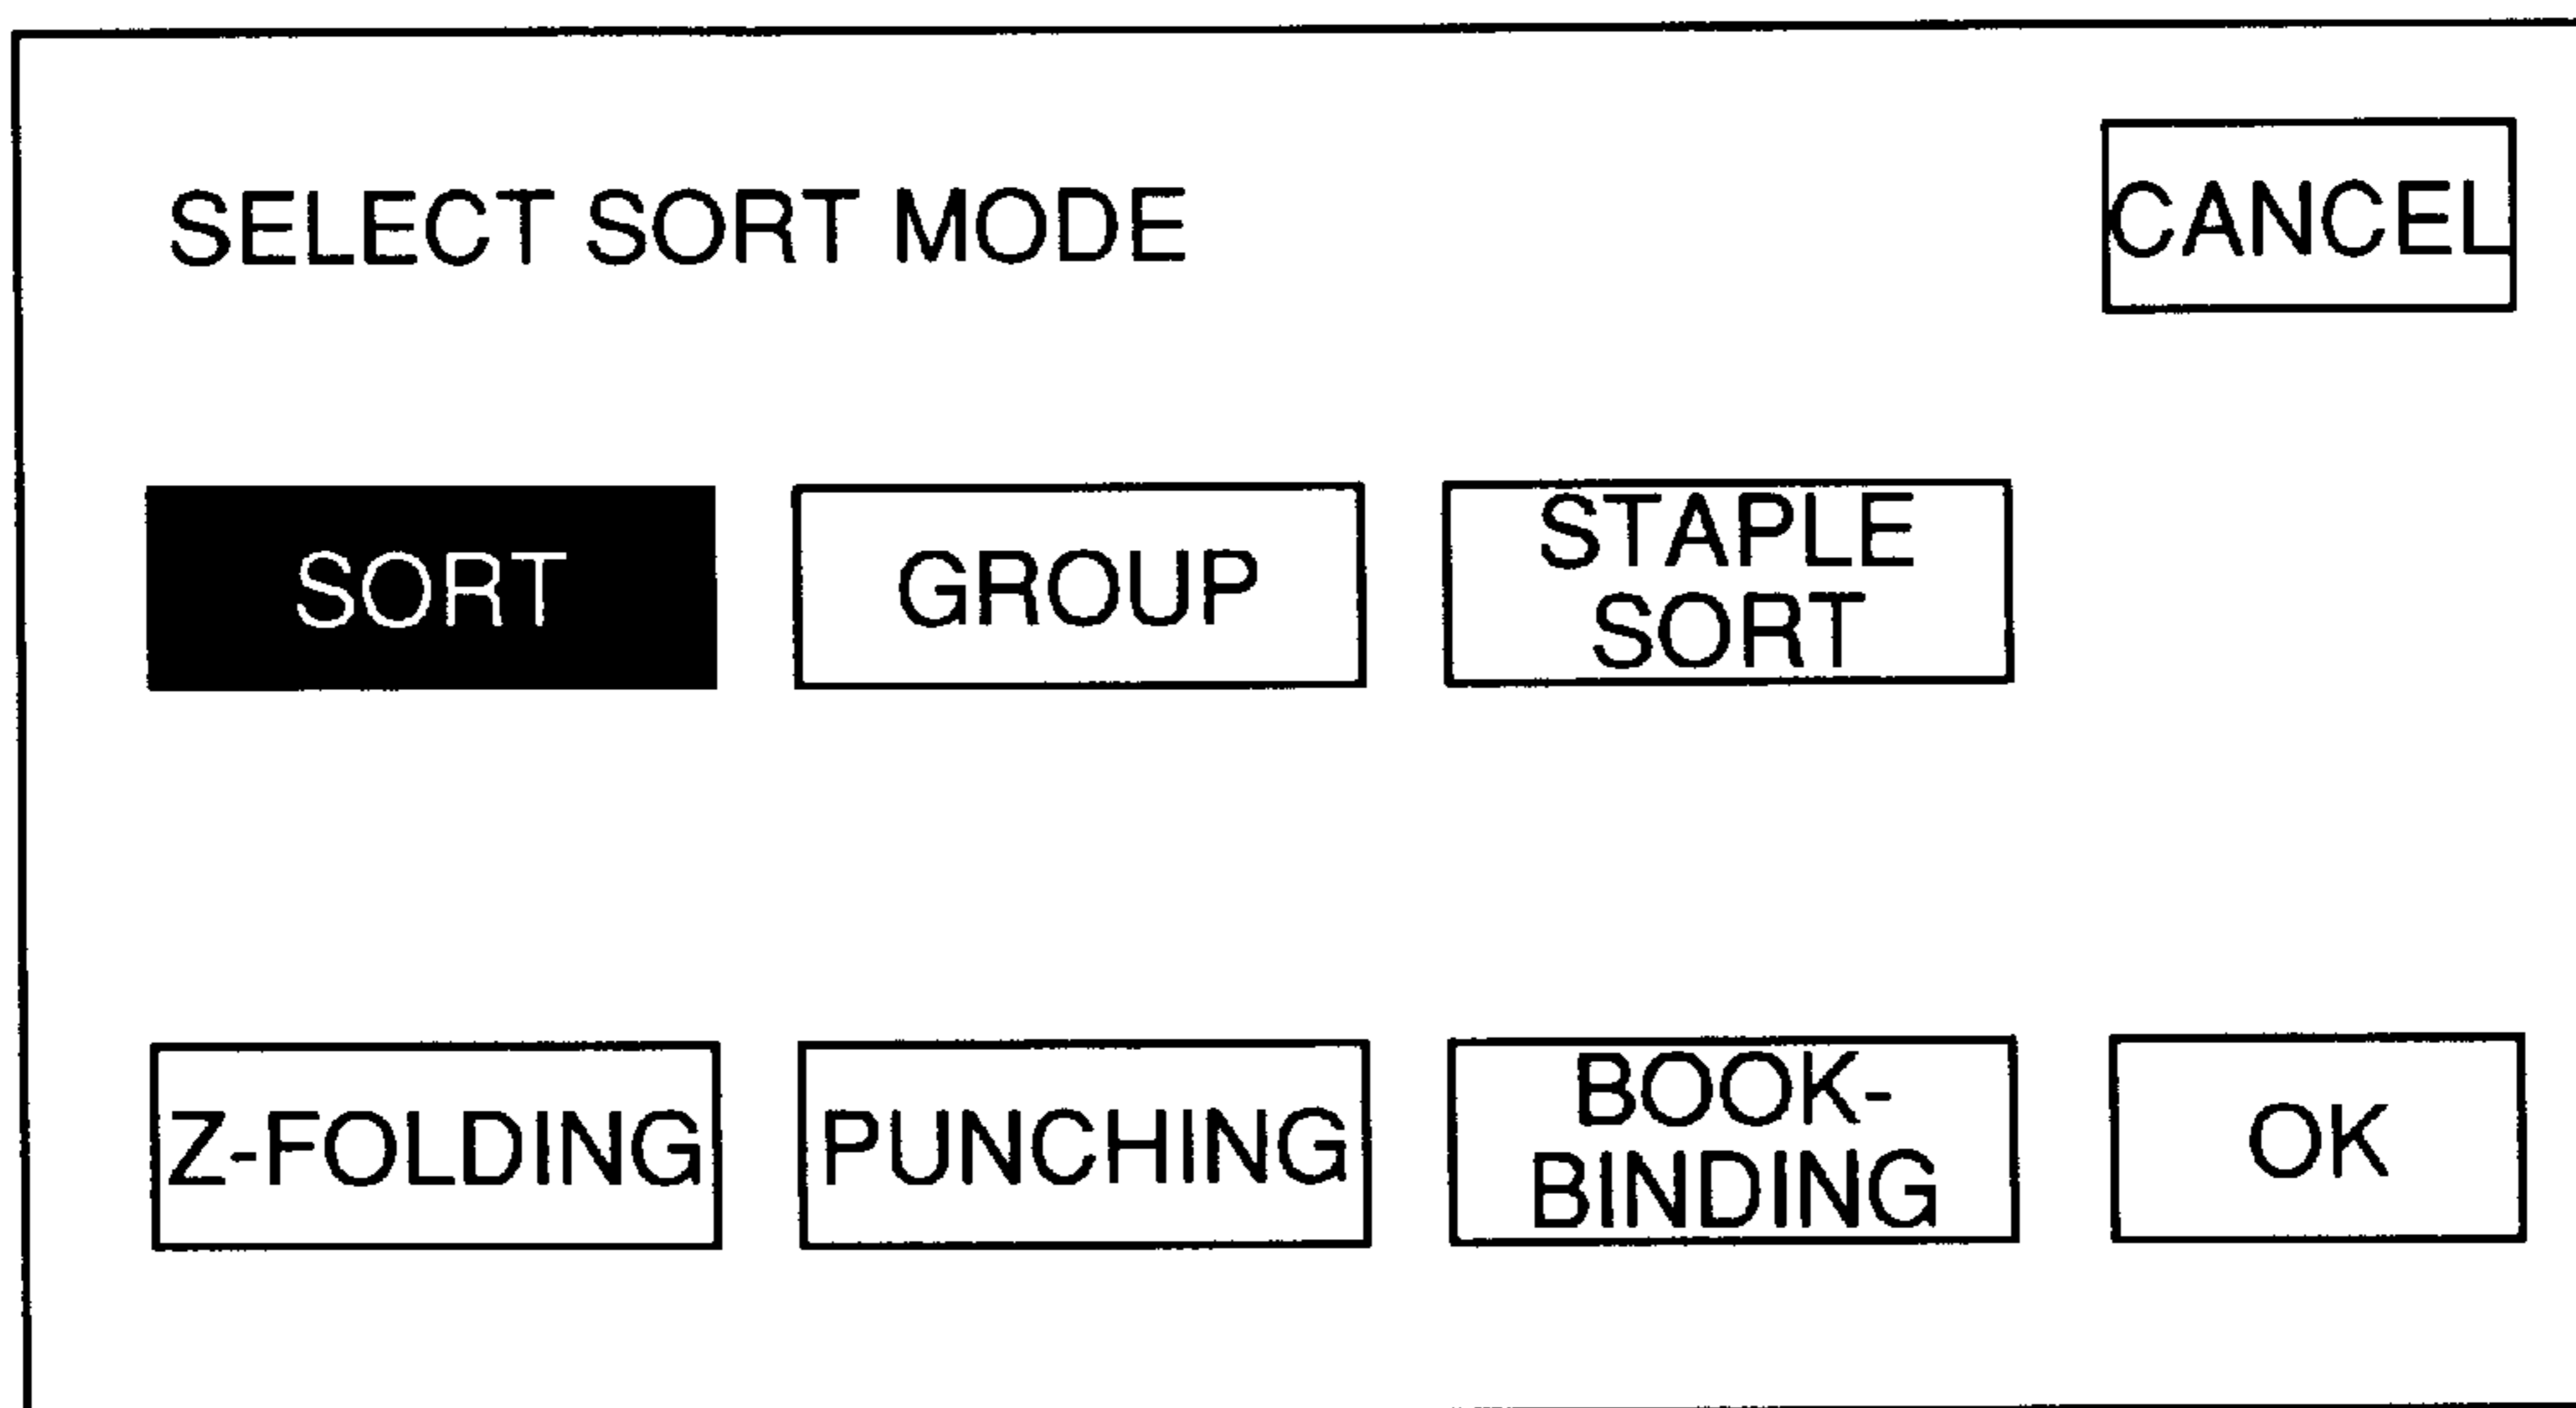 SELECT SORT MODE
CANCEL
SORT
GROUP
STAPLE
SORT
Z-FOLDING
PUNCHING
BOOK-
BINDING
OK